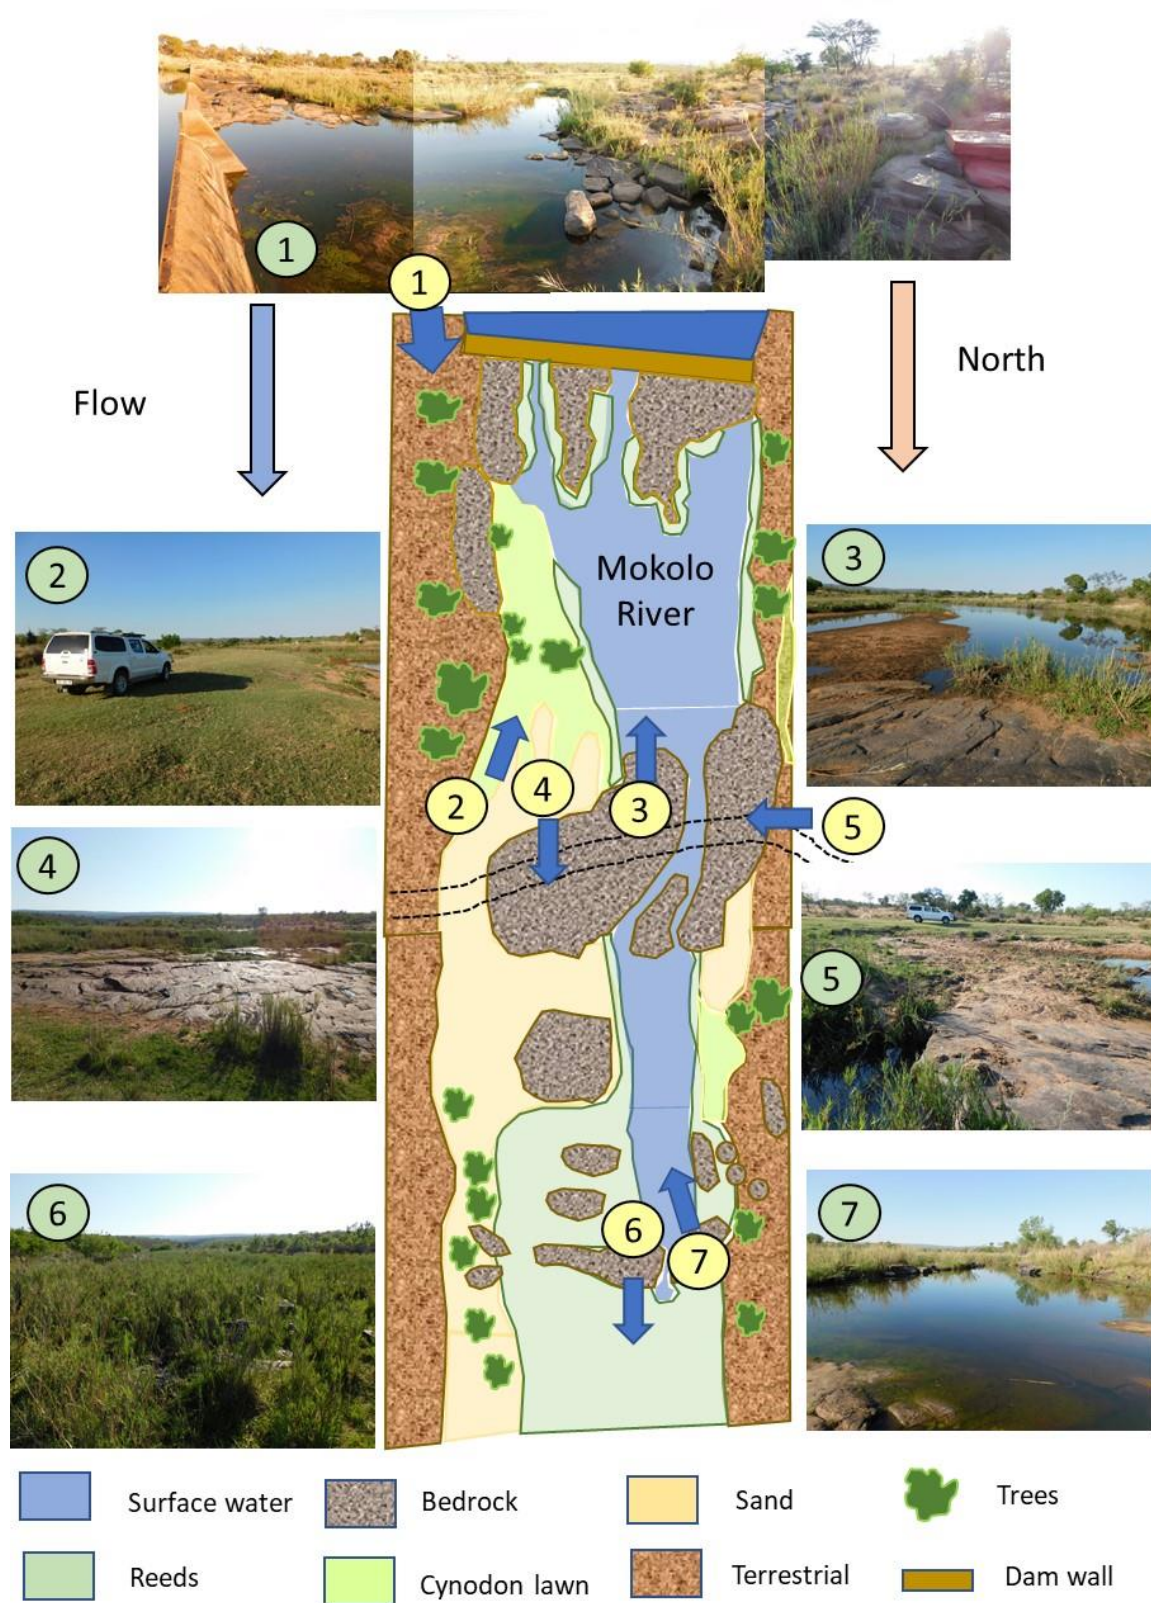 1
1
Flow
North
2
3
Mokolo
River
2
4
3
5
4
5
6
7
6
7
Surface water
Bedrock
Sand
Trees
Reeds
Cynodon lawn
Terrestrial
Dam wall